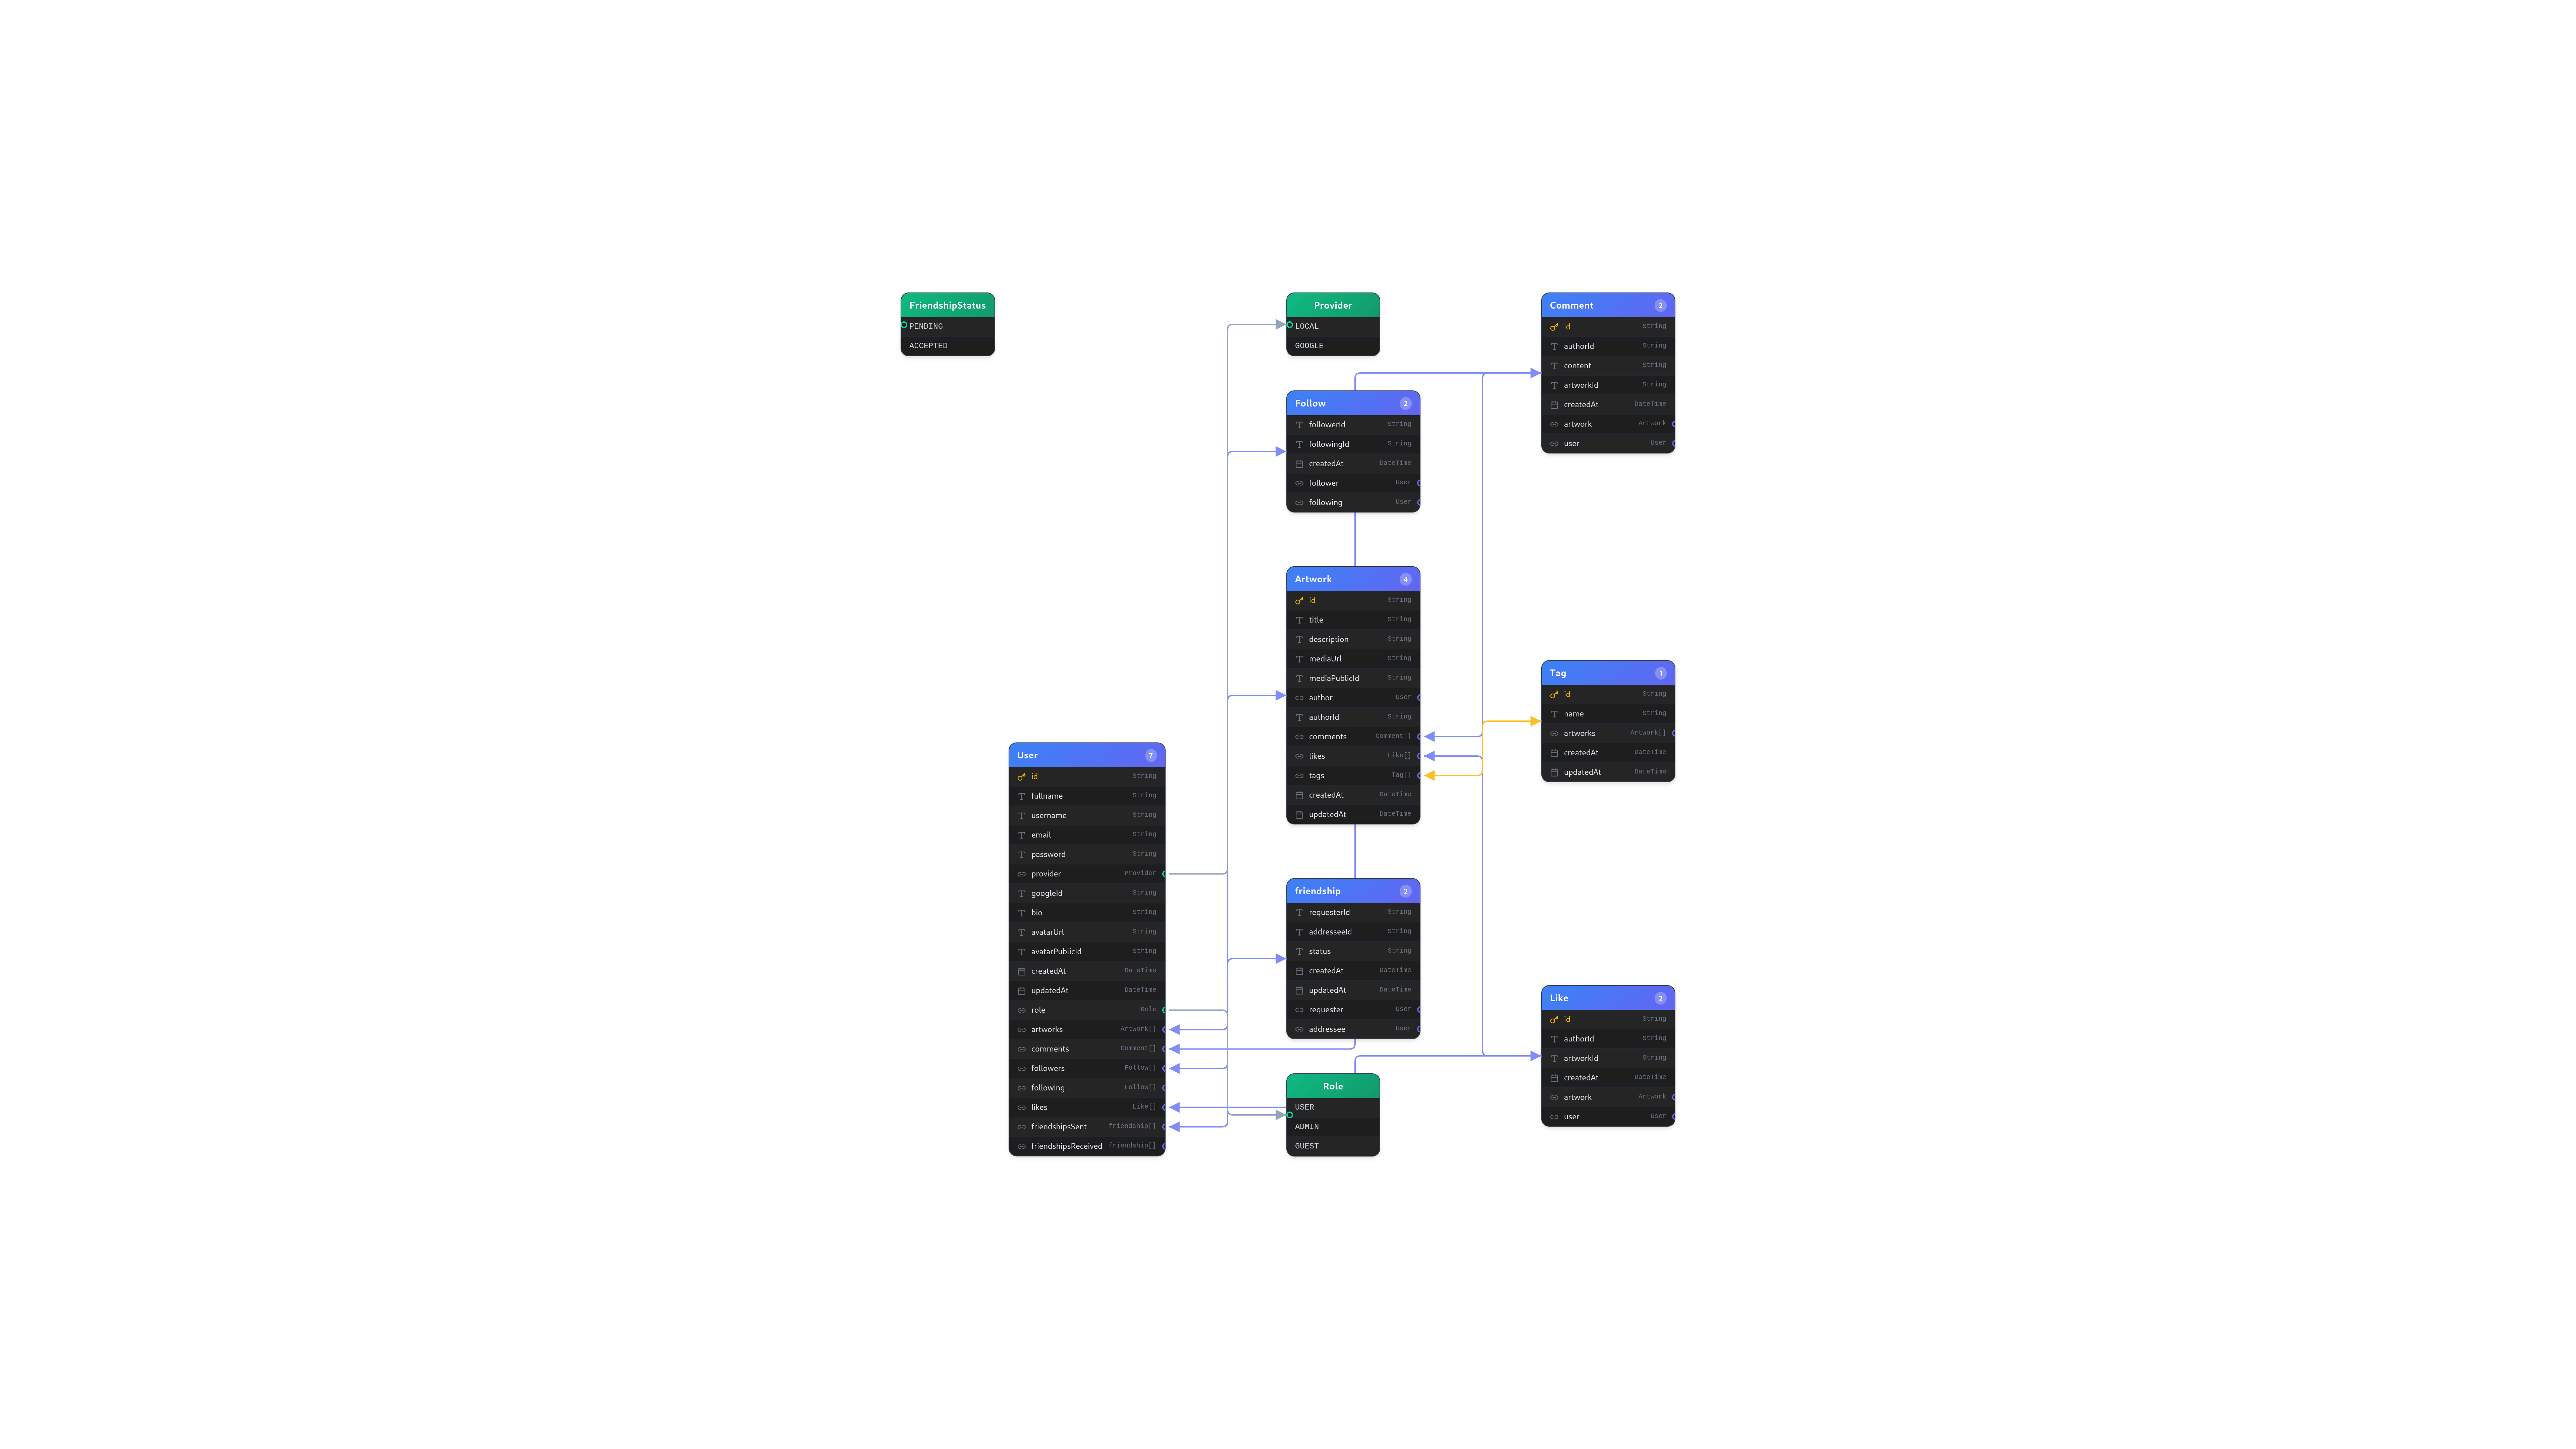 FriendshipStatus
PENDING
ACCEPTED
Provider
LOCAL
GOOGLE
Comment 2
id String
authorId String
content String
artworkId String
createdAt DateTime
artwork Artwork
user User
Follow 2
followerId String
followingId String
createdAt DateTime
follower User
following User
Artwork 4
id String
title String
description String
mediaUrl String
mediaPublicId String
author User
authorId String
comments Comment[]
likes Like[]
tags Tag[]
createdAt DateTime
updatedAt DateTime
Tag 1
id String
name String
artworks Artwork[]
createdAt DateTime
updatedAt DateTime
User 7
id String
fullname String
username String
email String
password String
provider Provider
googleId String
bio String
avatarUrl String
avatarPublicId String
createdAt DateTime
updatedAt DateTime
role Role
artworks Artwork[]
comments Comment[]
followers Follow[]
following Follow[]
likes Like[]
friendshipsSent friendship[]
friendshipsReceived friendship[]
friendship 2
requesterId String
addresseeId String
status String
createdAt DateTime
updatedAt DateTime
requester User
addressee User
Like 2
id String
authorId String
artworkId String
createdAt DateTime
artwork Artwork
user User
Role
USER
ADMIN
GUEST